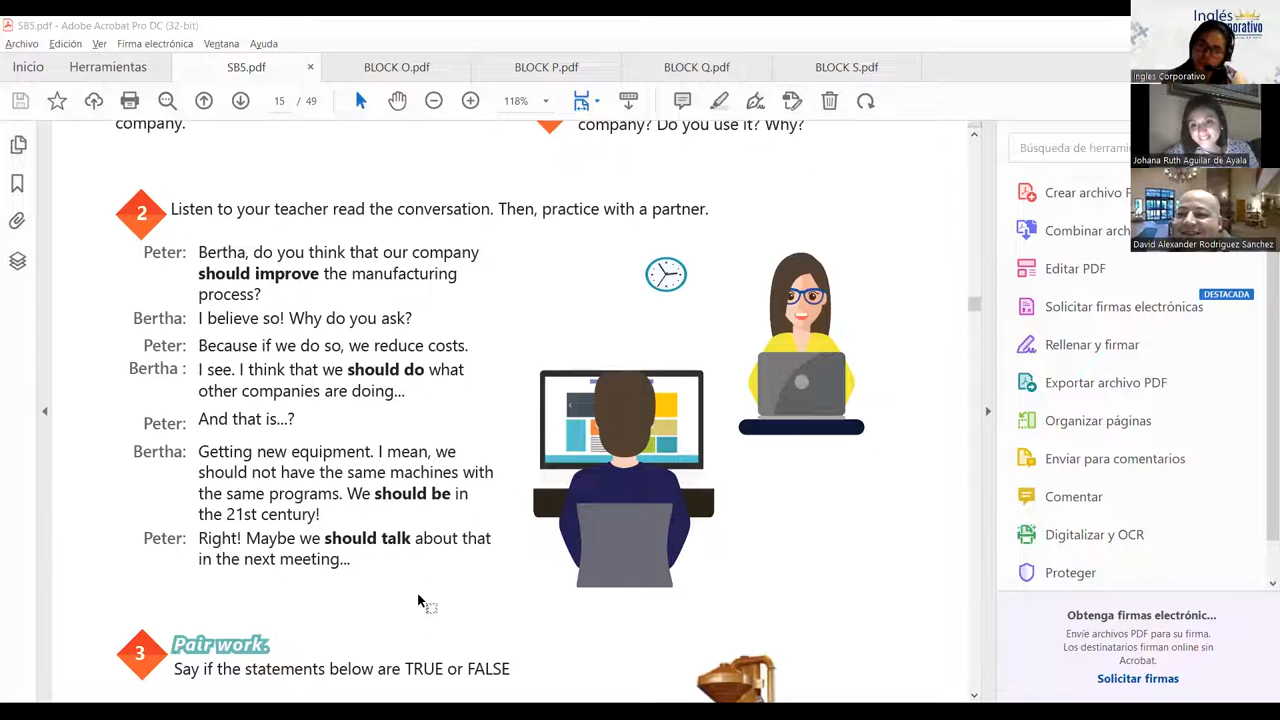 SB5.pdf - Adobe Acrobat Pro DC (32-bit)
Archivo Edición Ver Firma electrónica Ventana Ayuda
Inicio Herramientas SB5.pdf × BLOCK O.pdf BLOCK P.pdf BLOCK Q.pdf BLOCK S.pdf
15 / 49 118%
company.
company? Do you use it? Why?
2 Listen to your teacher read the conversation. Then, practice with a partner.
Peter: Bertha, do you think that our company
should improve the manufacturing
process?
Bertha: I believe so! Why do you ask?
Peter: Because if we do so, we reduce costs.
Bertha : I see. I think that we should do what
other companies are doing...
Peter: And that is...?
Bertha: Getting new equipment. I mean, we
should not have the same machines with
the same programs. We should be in
the 21st century!
Peter: Right! Maybe we should talk about that
in the next meeting...
3 Pair work.
Say if the statements below are TRUE or FALSE
Inglés
Ingles Corporativo
Johana Ruth Aguilar de Ayala
David Alexander Rodriguez Sanchez
Búsqueda de herrami
Crear archivo P
Combinar arch
Editar PDF
DESTACADA
Solicitar firmas electrónicas
Rellenar y firmar
Exportar archivo PDF
Organizar páginas
Enviar para comentarios
Comentar
Digitalizar y OCR
Proteger
Obtenga firmas electrónic...
Envíe archivos PDF para su firma.
Los destinatarios firman online sin
Acrobat.
Solicitar firmas